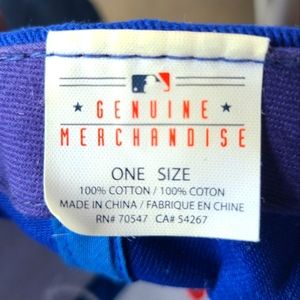 GENUINE
MERCHANDISE
ONE SIZE
100% COTTON / 100% COTON
MADE IN CHINA / FABRIQUE EN CHINE
RN# 70547 CA# 54267